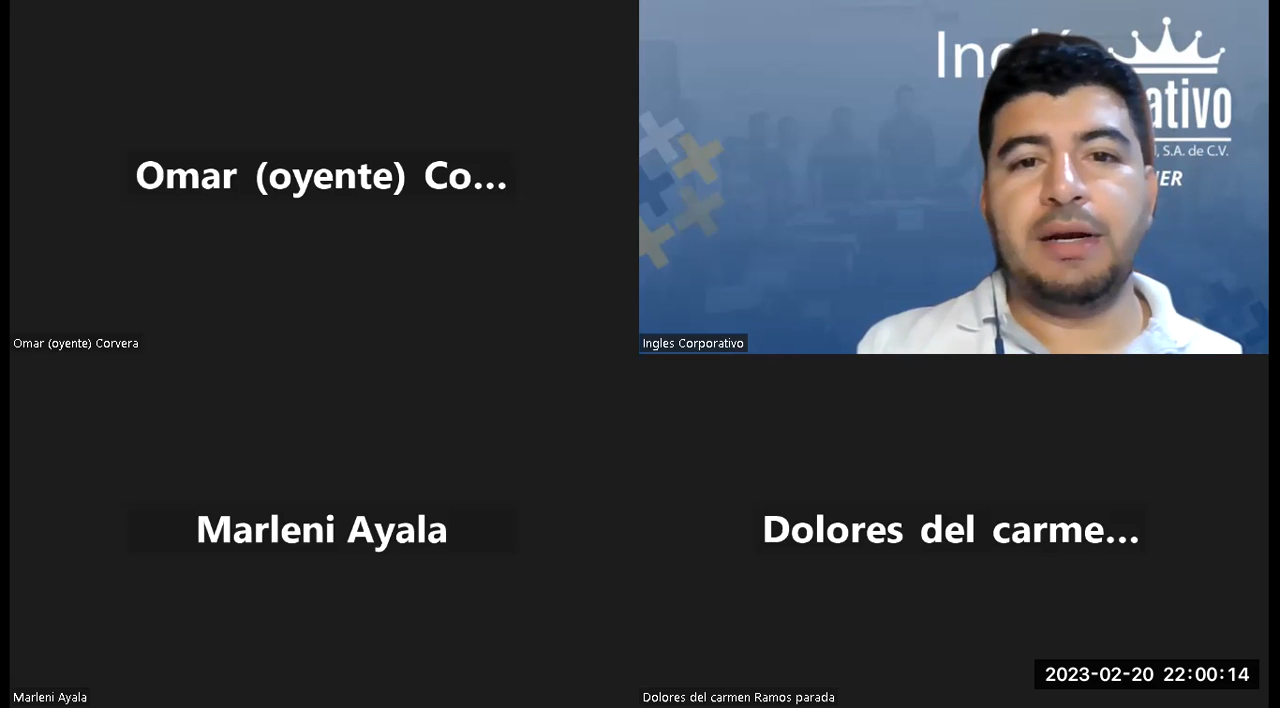 Omar (oyente) Co...
Omar (oyente) Corvera
Ingl
ativo
, S.A. de C.V.
Ingles Corporativo
Marleni Ayala
Marleni Ayala
Dolores del carme...
Dolores del carmen Ramos parada
2023-02-20 22:00:14